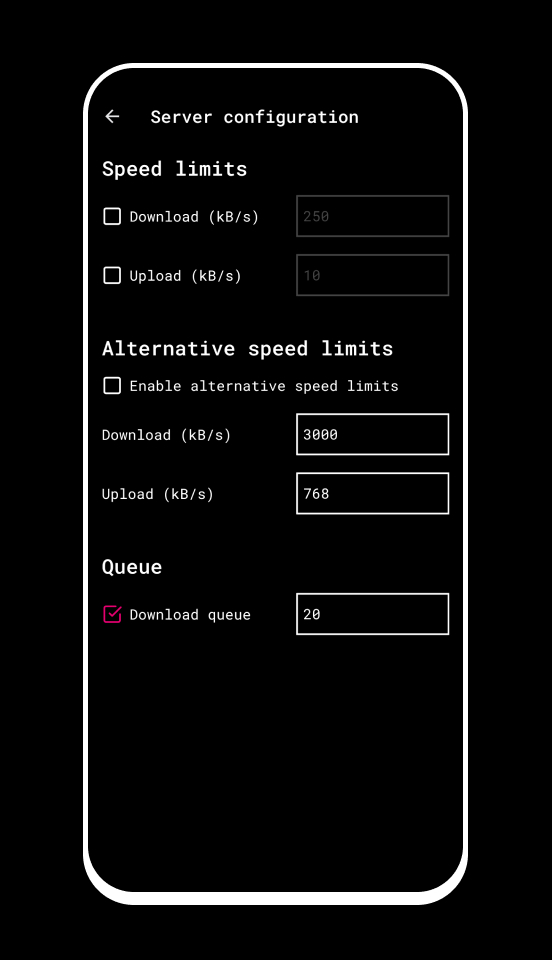 Server configuration
Speed limits
Download (kB/s) 250
Upload (kB/s) 10
Alternative speed limits
Enable alternative speed limits
Download (kB/s) 3000
Upload (kB/s) 768
Queue
Download queue 20